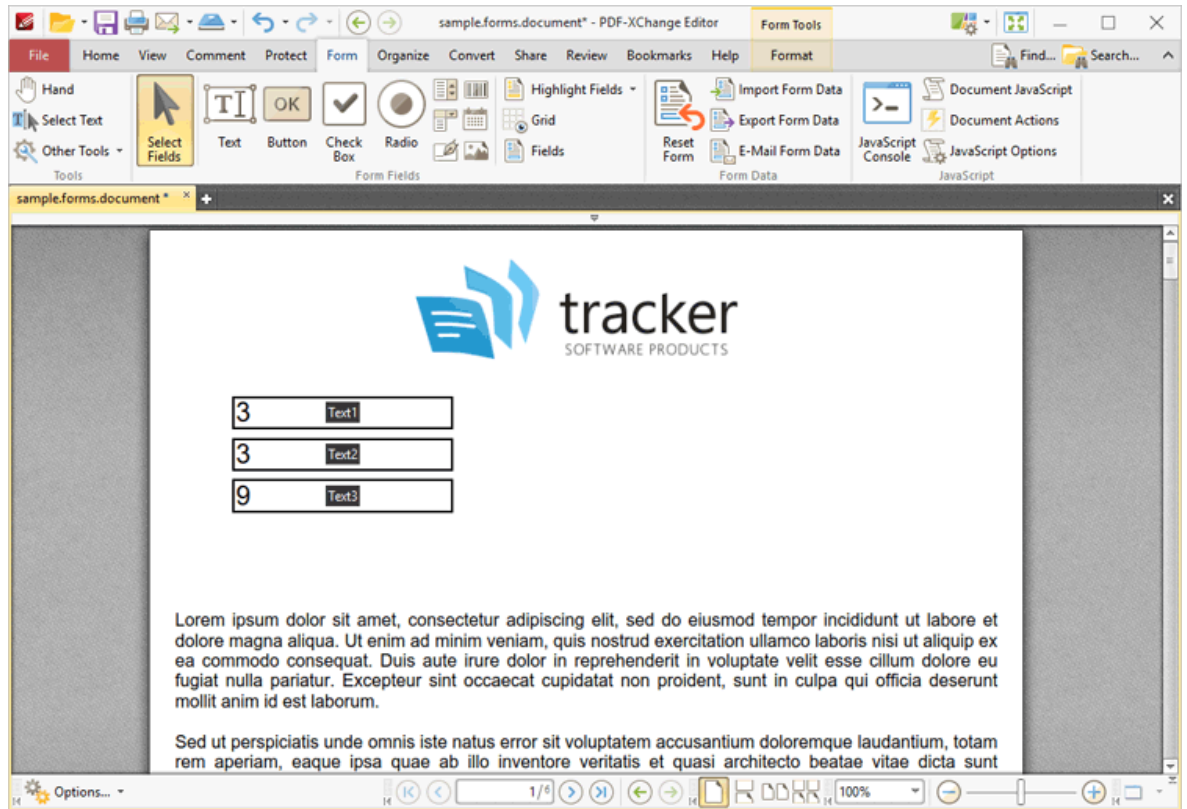 sample.forms.document* - PDF-XChange Editor
Form Tools
File Home View Comment Protect Form Organize Convert Share Review Bookmarks Help Format Find... Search...
Hand
Select Text
Other Tools
Tools
Select Fields
Text
OK
Button
Check Box
Radio
Form Fields
Highlight Fields
Grid
Fields
Reset Form
Import Form Data
Export Form Data
E-Mail Form Data
Form Data
JavaScript Console
Document JavaScript
Document Actions
JavaScript Options
JavaScript
sample.forms.document *
tracker
SOFTWARE PRODUCTS
3 Text1
3 Text2
9 Text3
Lorem ipsum dolor sit amet, consectetur adipiscing elit, sed do eiusmod tempor incididunt ut labore et
dolore magna aliqua. Ut enim ad minim veniam, quis nostrud exercitation ullamco laboris nisi ut aliquip ex
ea commodo consequat. Duis aute irure dolor in reprehenderit in voluptate velit esse cillum dolore eu
fugiat nulla pariatur. Excepteur sint occaecat cupidatat non proident, sunt in culpa qui officia deserunt
mollit anim id est laborum.
Sed ut perspiciatis unde omnis iste natus error sit voluptatem accusantium doloremque laudantium, totam
rem aperiam, eaque ipsa quae ab illo inventore veritatis et quasi architecto beatae vitae dicta sunt
Options... 1/6 100%